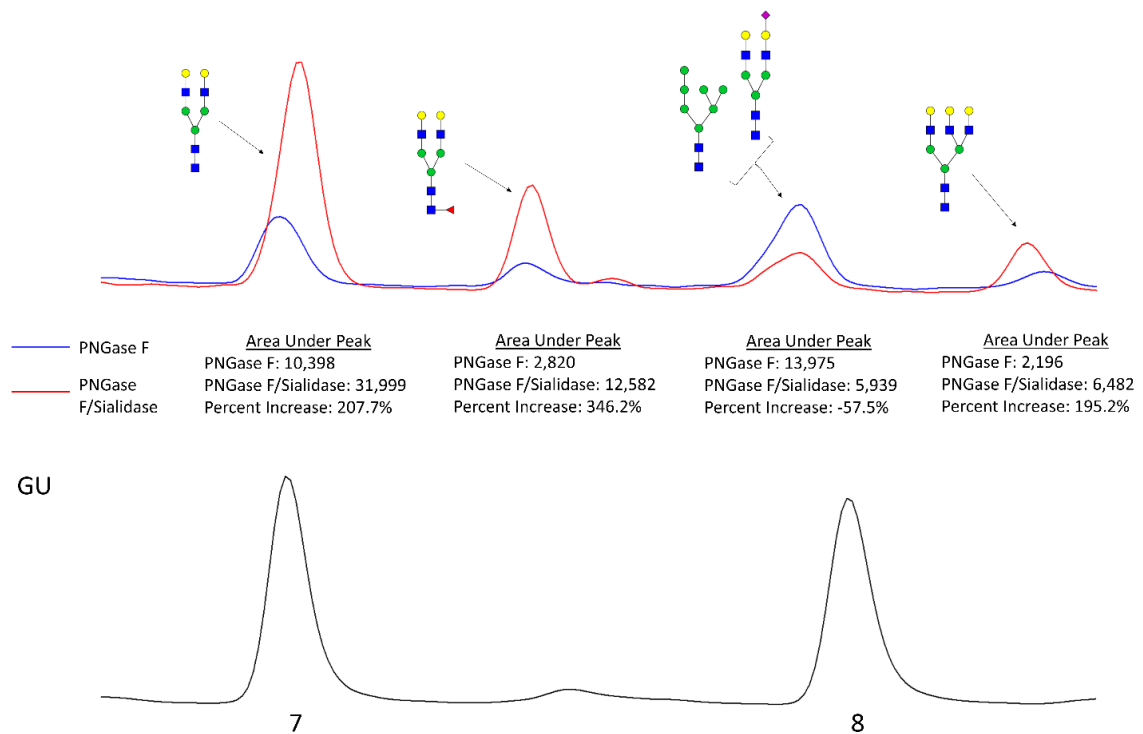 PNGase F
PNGase
F/Sialidase
Area Under Peak
PNGase F: 10,398
PNGase F/Sialidase: 31,999
Percent Increase: 207.7%
Area Under Peak
PNGase F: 2,820
PNGase F/Sialidase: 12,582
Percent Increase: 346.2%
Area Under Peak
PNGase F: 13,975
PNGase F/Sialidase: 5,939
Percent Increase: -57.5%
Area Under Peak
PNGase F: 2,196
PNGase F/Sialidase: 6,482
Percent Increase: 195.2%
GU
7
8